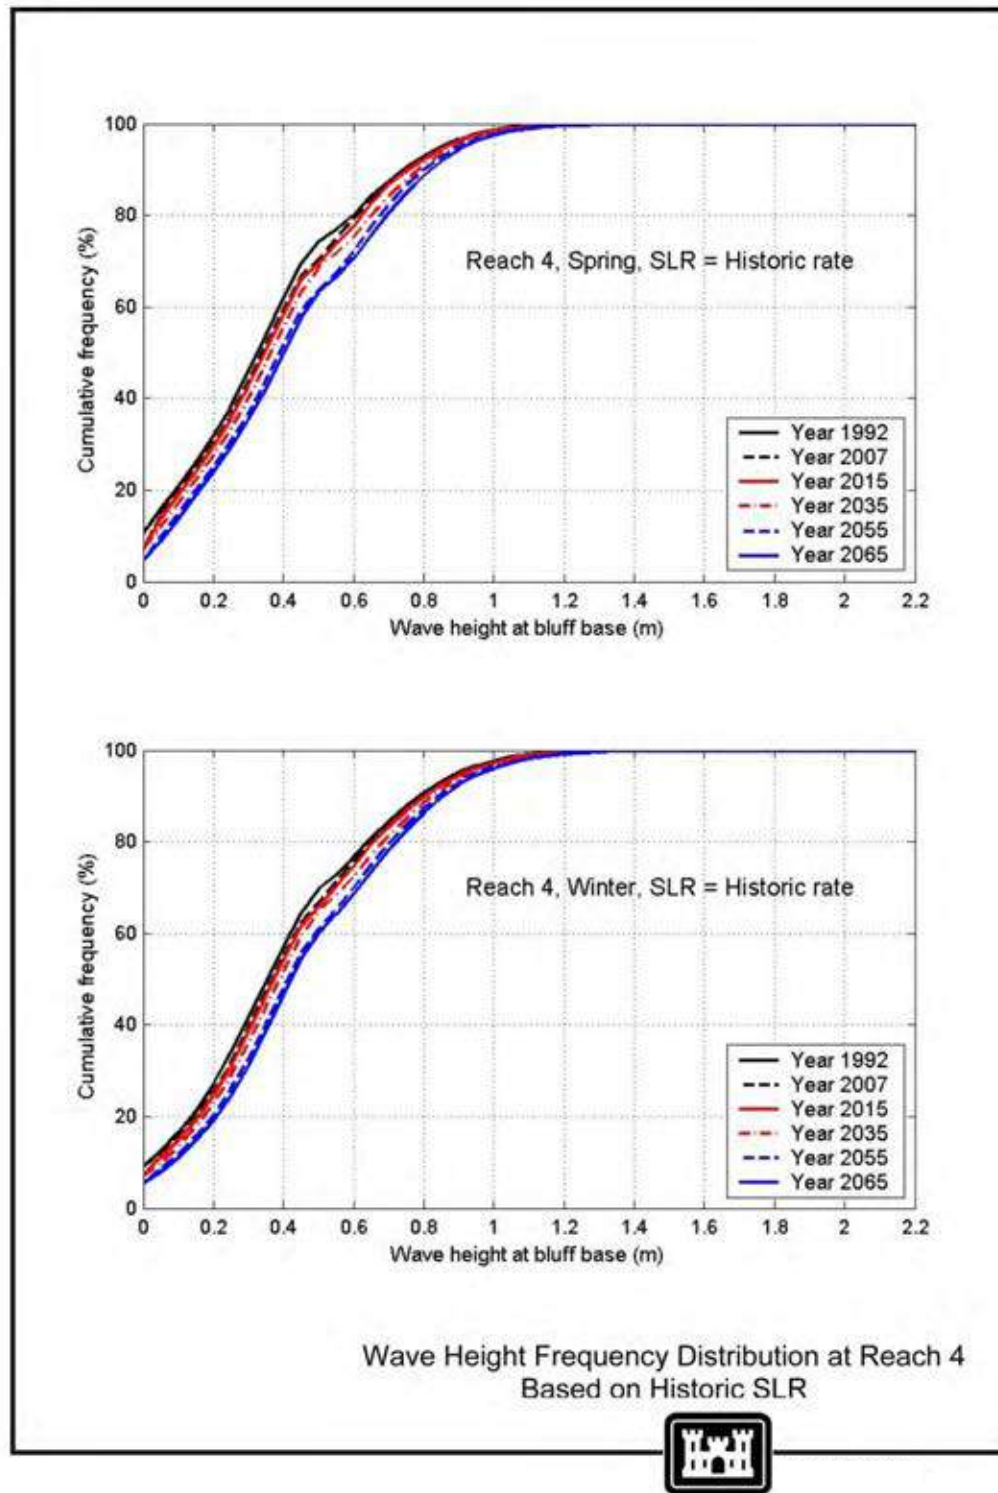 100
80
60
40
20
0
Cumulative frequency (%)
Reach 4, Spring, SLR = Historic rate
Year 1992
Year 2007
Year 2015
Year 2035
Year 2055
Year 2065
0 0.2 0.4 0.6 0.8 1 1.2 1.4 1.6 1.8 2 2.2
Wave height at bluff base (m)
100
80
60
40
20
0
Cumulative frequency (%)
Reach 4, Winter, SLR = Historic rate
Year 1992
Year 2007
Year 2015
Year 2035
Year 2055
Year 2065
0 0.2 0.4 0.6 0.8 1 1.2 1.4 1.6 1.8 2 2.2
Wave height at bluff base (m)
Wave Height Frequency Distribution at Reach 4
Based on Historic SLR